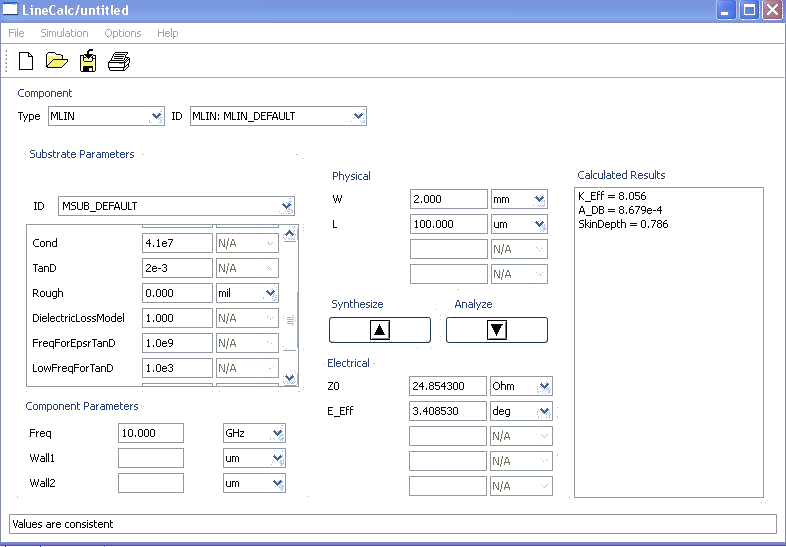 LineCalc/untitled
File Simulation Options Help
Component
Type MLIN ID MLIN: MLIN_DEFAULT
Substrate Parameters
ID MSUB_DEFAULT
Cond 4.1e7 N/A
TanD 2e-3 N/A
Rough 0.000 mil
DielectricLossModel 1.000 N/A
FreqForEpsrTanD 1.0e9 N/A
LowFreqForTanD 1.0e3 N/A
Component Parameters
Freq 10.000 GHz
Wall1 um
Wall2 um
Physical
W 2.000 mm
L 100.000 um
N/A
N/A
Synthesize Analyze
Electrical
Z0 24.854300 Ohm
E_Eff 3.408530 deg
N/A
N/A
N/A
Calculated Results
K_Eff = 8.056
A_DB = 8.679e-4
SkinDepth = 0.786
Values are consistent